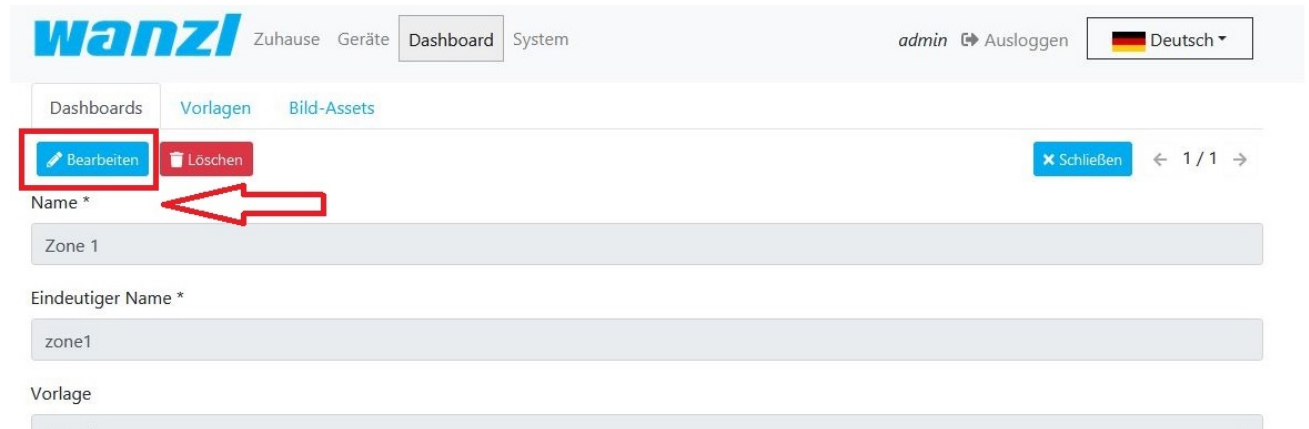 wanzl Zuhause Geräte Dashboard System admin Ausloggen Deutsch
Dashboards Vorlagen Bild-Assets
Bearbeiten Löschen Schließen ← 1 / 1 →
Name *
Zone 1
Eindeutiger Name *
zone1
Vorlage